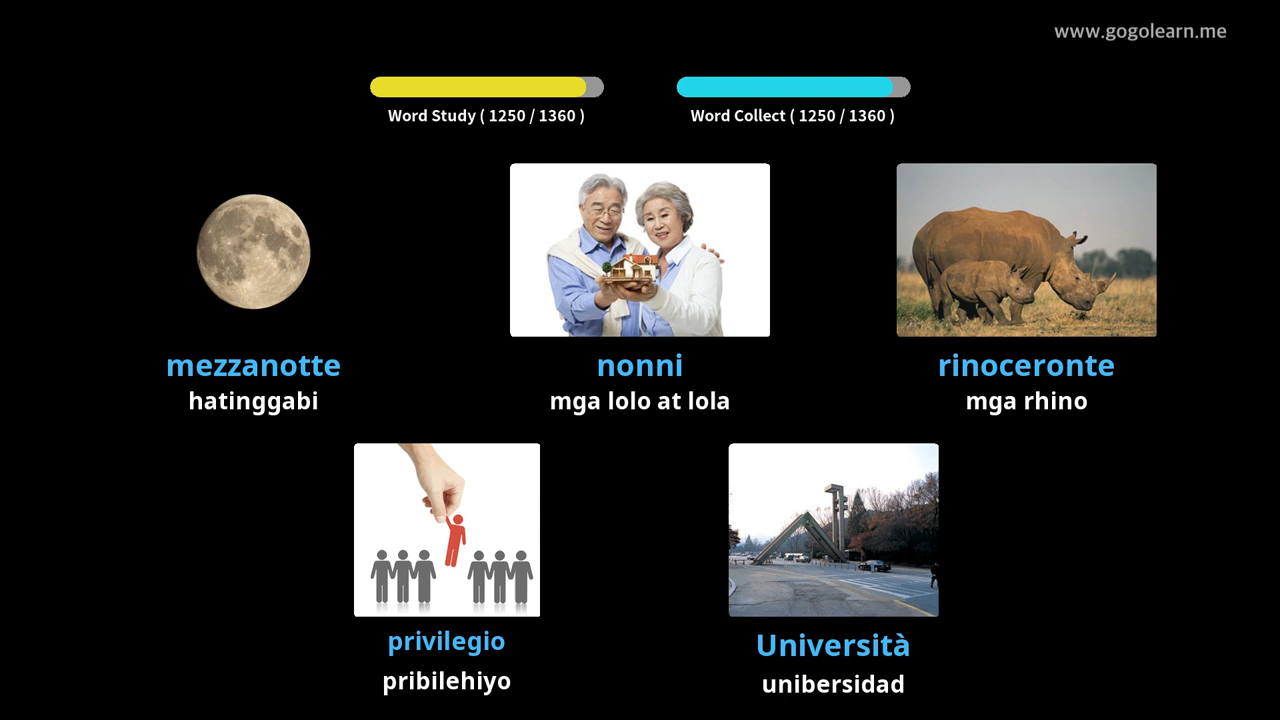 www.gogolearn.me
Word Study ( 1250 / 1360 )
Word Collect ( 1250 / 1360 )
mezzanotte
hatinggabi
nonni
mga lolo at lola
rinoceronte
mga rhino
privilegio
pribilehiyo
Università
unibersidad